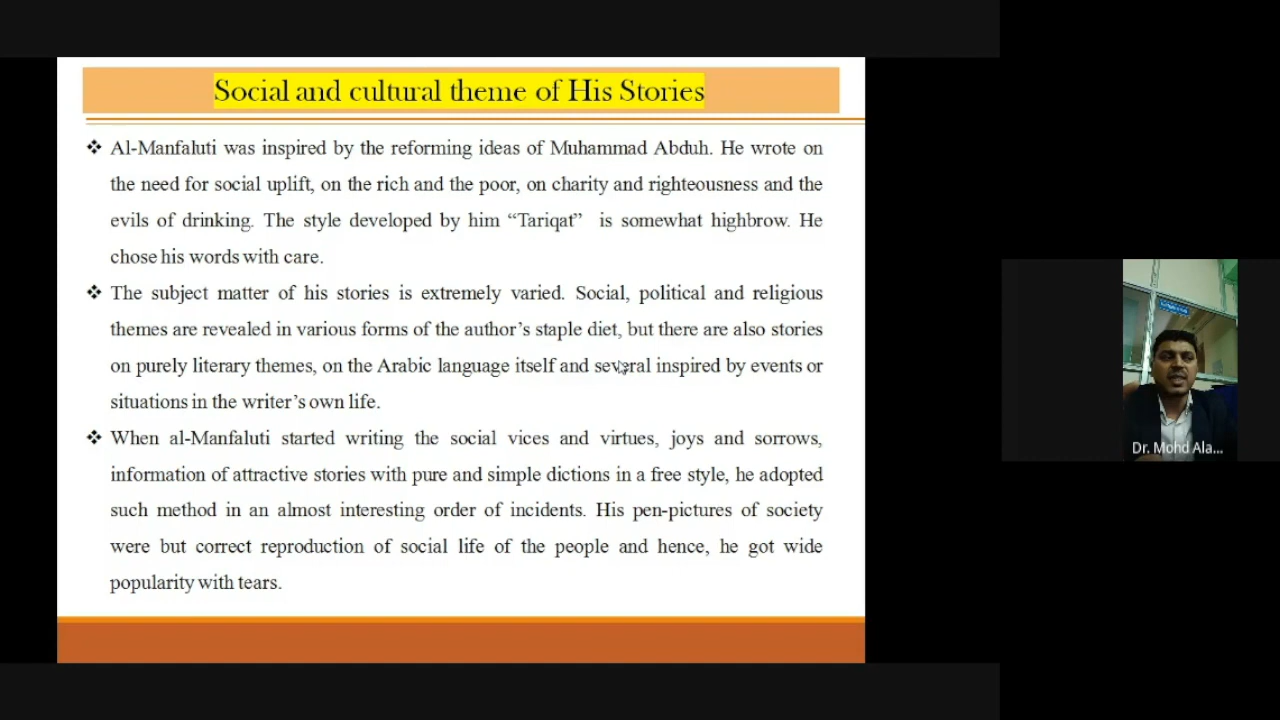 Social and cultural theme of His Stories
❖ Al-Manfaluti was inspired by the reforming ideas of Muhammad Abduh. He wrote on
the need for social uplift, on the rich and the poor, on charity and righteousness and the
evils of drinking. The style developed by him “Tariqat” is somewhat highbrow. He
chose his words with care.
❖ The subject matter of his stories is extremely varied. Social, political and religious
themes are revealed in various forms of the author’s staple diet, but there are also stories
on purely literary themes, on the Arabic language itself and several inspired by events or
situations in the writer’s own life.
❖ When al-Manfaluti started writing the social vices and virtues, joys and sorrows,
information of attractive stories with pure and simple dictions in a free style, he adopted
such method in an almost interesting order of incidents. His pen-pictures of society
were but correct reproduction of social life of the people and hence, he got wide
popularity with tears.
Dr. Mohd Ala...